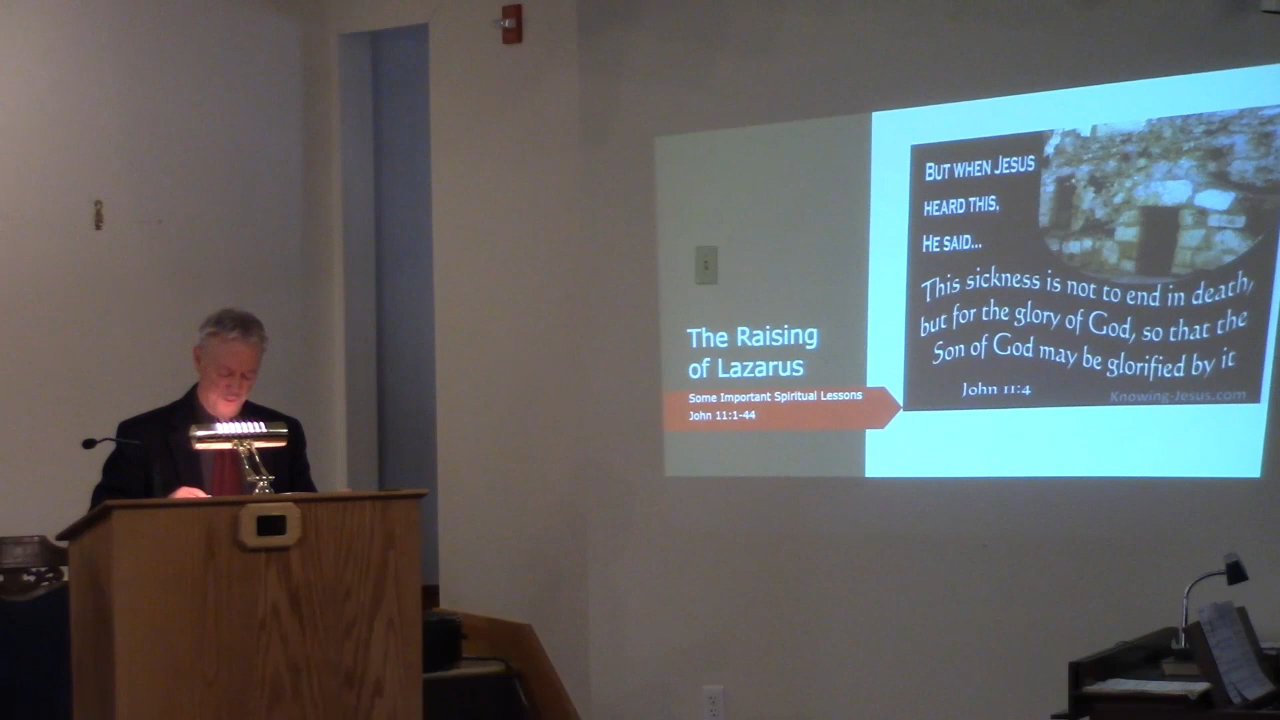 The Raising
of Lazarus
Some Important Spiritual Lessons
John 11:1-44
BUT WHEN JESUS
HEARD THIS,
HE SAID...
This sickness is not to end in death,
but for the glory of God, so that the
Son of God may be glorified by it
John 11:4
Knowing-Jesus.com